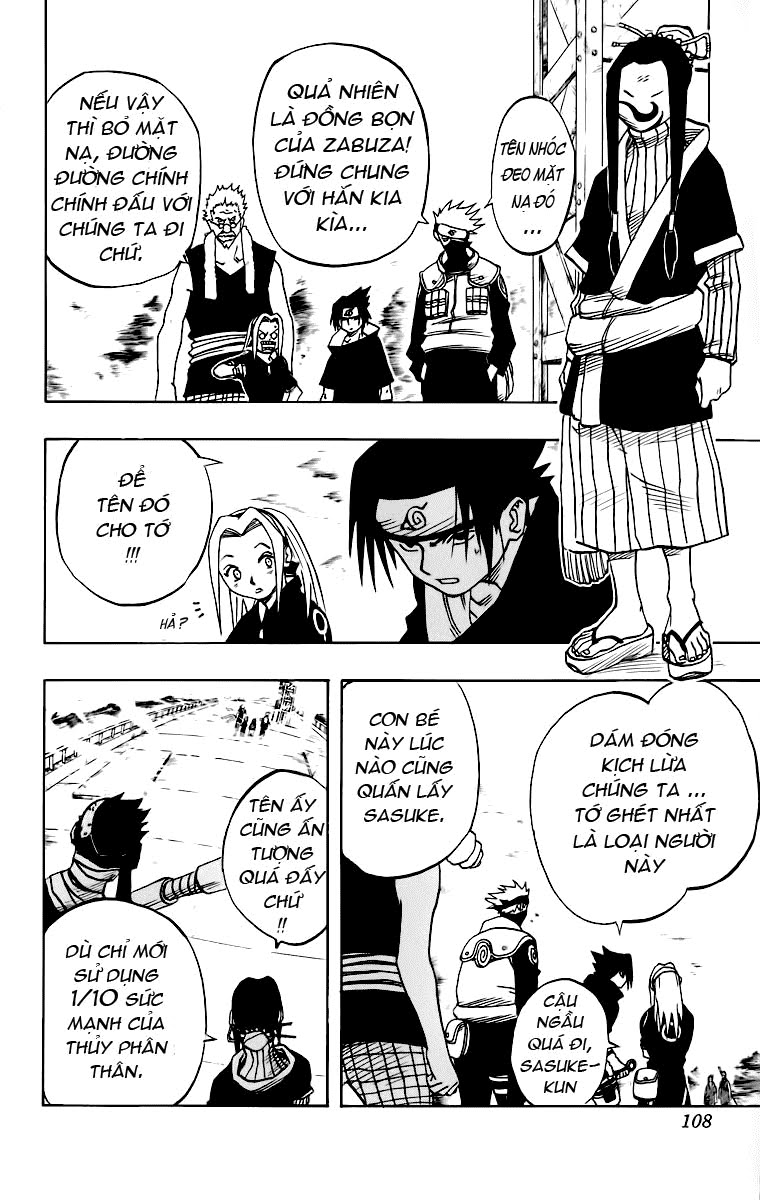 TÊN NHÓC
ĐEO MẶT
NẠ ĐÓ
...
QUẢ NHIÊN
LÀ ĐỒNG BỌN
CỦA ZABUZA!
ĐỨNG CHUNG
VỚI HẮN KIA
KÌA...
NẾU VẬY
THÌ BỎ MẶT
NẠ, ĐƯỜNG
ĐƯỜNG CHÍNH
CHÍNH ĐẤU VỚI
CHÚNG TA ĐI
CHỨ.
ĐỂ
TÊN ĐÓ
CHO TỚ
!!!
HẢ?
DÁM ĐÓNG
KỊCH LỪA
CHÚNG TA ...
TỚ GHÉT NHẤT
LÀ LOẠI NGƯỜI
NÀY
CON BÉ
NÀY LÚC
NÀO CŨNG
QUẤN LẤY
SASUKE.
CẬU
NGẦU
QUÁ ĐI,
SASUKE-
KUN
TÊN ẤY
CŨNG ẤN
TƯỢNG
QUÁ ĐẤY
CHỨ
!!
DÙ CHỈ MỚI
SỬ DỤNG
1/10 SỨC
MẠNH CỦA
THỦY PHÂN
THÂN.
108